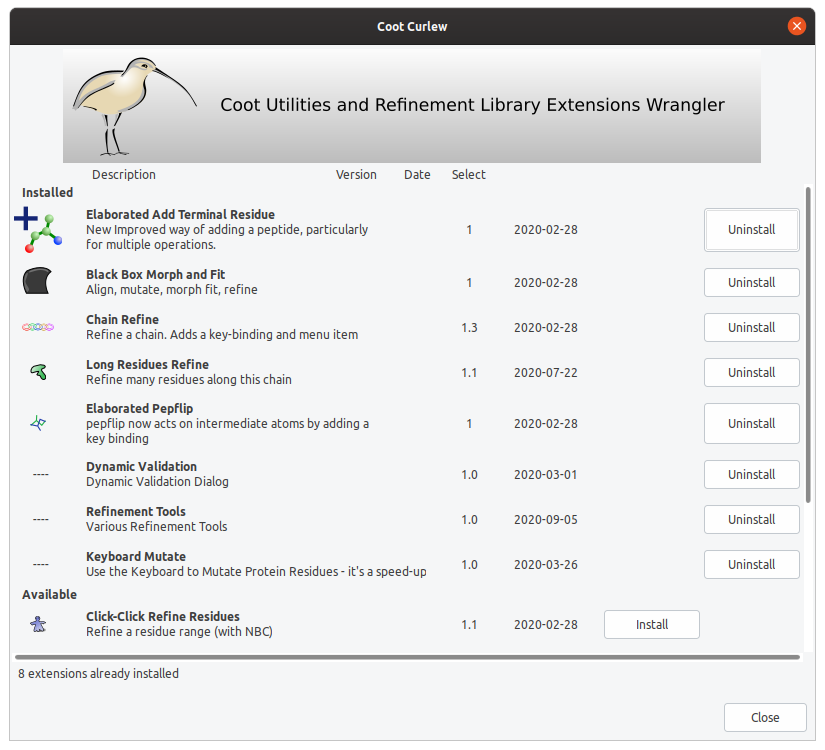 Coot Curlew
Coot Utilities and Refinement Library Extensions Wrangler
Description Version Date Select
Installed
Elaborated Add Terminal Residue
New Improved way of adding a peptide, particularly
for multiple operations.
1 2020-02-28 Uninstall
Black Box Morph and Fit
Align, mutate, morph fit, refine
1 2020-02-28 Uninstall
Chain Refine
Refine a chain. Adds a key-binding and menu item
1.3 2020-02-28 Uninstall
Long Residues Refine
Refine many residues along this chain
1.1 2020-07-22 Uninstall
Elaborated Pepflip
pepflip now acts on intermediate atoms by adding a
key binding
1 2020-02-28 Uninstall
---- Dynamic Validation
Dynamic Validation Dialog
1.0 2020-03-01 Uninstall
---- Refinement Tools
Various Refinement Tools
1.0 2020-09-05 Uninstall
---- Keyboard Mutate
Use the Keyboard to Mutate Protein Residues - it's a speed-up
1.0 2020-03-26 Uninstall
Available
Click-Click Refine Residues
Refine a residue range (with NBC)
1.1 2020-02-28 Install
8 extensions already installed
Close